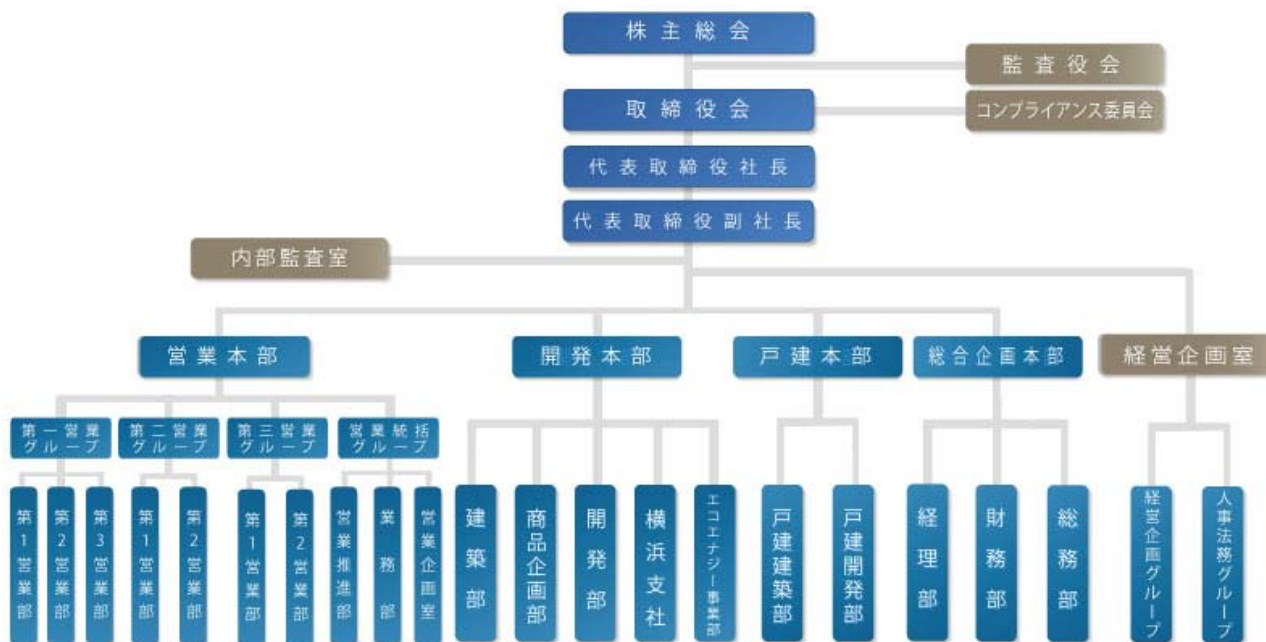 株主総会
監査役会
取締役会
コンプライアンス委員会
代表取締役社長
代表取締役副社長
内部監査室
営業本部
開発本部
戸建本部
総合企画本部
経営企画室
第一営業
グループ
第二営業
グループ
第三営業
グループ
営業統括
グループ
第1営業部
第2営業部
第3営業部
第1営業部
第2営業部
第1営業部
第2営業部
営業推進部
業務部
営業企画室
建築部
商品企画部
開発部
横浜支社
エコエナジー事業部
戸建建築部
戸建開発部
経理部
財務部
総務部
経営企画グループ
人事法務グループ